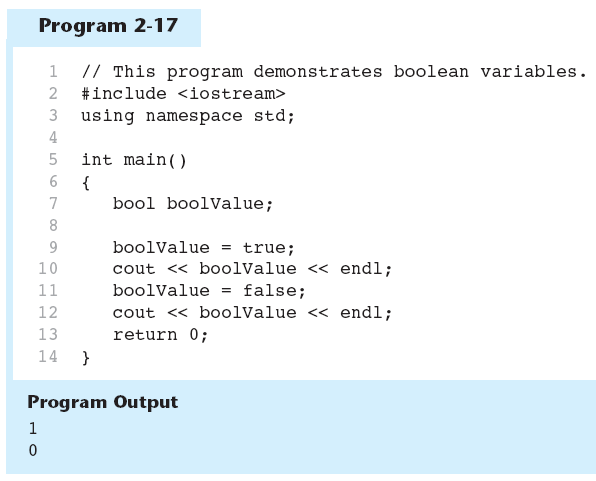 Program 2-17
1 // This program demonstrates boolean variables.
2 #include <iostream>
3 using namespace std;
4
5 int main()
6 {
7    bool boolValue;
8
9    boolValue = true;
10    cout << boolValue << endl;
11    boolValue = false;
12    cout << boolValue << endl;
13    return 0;
14 }
Program Output
1
0